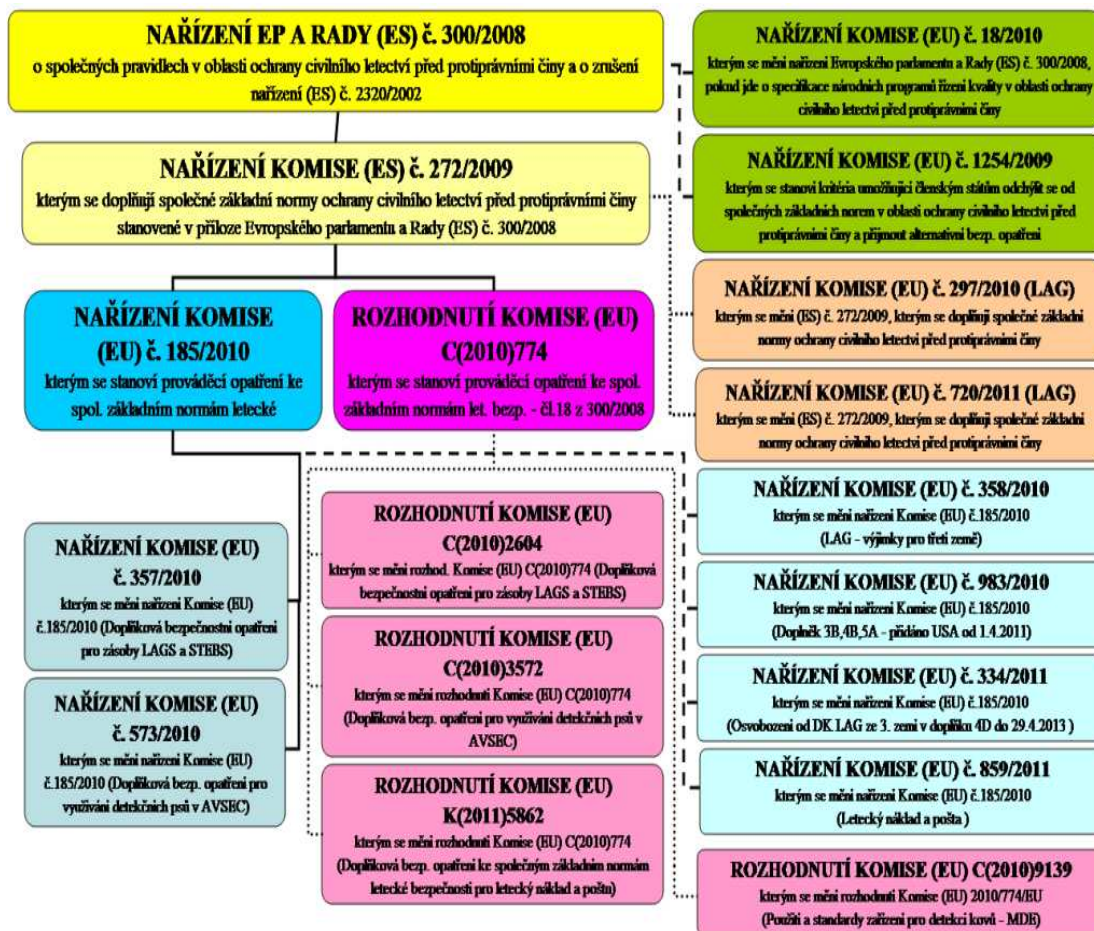 NAŘÍZENÍ EP A RADY (ES) č. 300/2008
o společných pravidlech v oblasti ochrany civilního letectví před protiprávními činy a o zrušení
nařízení (ES) č. 2320/2002
NAŘÍZENÍ KOMISE (ES) č. 272/2009
kterým se doplňují společné základní normy ochrany civilního letectví před protiprávními činy
stanovené v příloze Evropského parlamentu a Rady (ES) č. 300/2008
NAŘÍZENÍ KOMISE
(EU) č. 185/2010
kterým se stanoví prováděcí opatření ke
spol. základním normám letecké
ROZHODNUTÍ KOMISE (EU)
C(2010)774
kterým se stanoví prováděcí opatření ke spol.
základním normám let. bezp. - čl.18 z 300/2008
NAŘÍZENÍ KOMISE (EU)
č. 357/2010
kterým se mění nařízení Komise (EU)
č.185/2010 (Doplňková bezpečnostní opatření
pro zásoby LAGS a STEBS)
NAŘÍZENÍ KOMISE (EU)
č. 573/2010
kterým se mění nařízení Komise (EU)
č.185/2010 (Doplňková bezp. opatření pro
využívání detekčních psů v AVSEC)
ROZHODNUTÍ KOMISE (EU)
C(2010)2604
kterým se mění rozhod. Komise (EU) C(2010)774 (Doplňková
bezpečnostní opatření pro zásoby LAGS a STEBS)
ROZHODNUTÍ KOMISE (EU)
C(2010)3572
kterým se mění rozhodnutí Komise (EU) C(2010)774
(Doplňková bezp. opatření pro využívání detekčních psů v
AVSEC)
ROZHODNUTÍ KOMISE (EU)
K(2011)5862
kterým se mění rozhodnutí Komise (EU) C(2010)774
(Doplňková bezp. opatření ke společným základním normám
letecké bezpečnosti pro letecký náklad a poštu)
NAŘÍZENÍ KOMISE (EU) č. 18/2010
kterým se mění nařízení Evropského parlamentu a Rady (ES) č. 300/2008,
pokud jde o specifikace národních programů řízení kvality v oblasti ochrany
civilního letectví před protiprávními činy
NAŘÍZENÍ KOMISE (EU) č. 1254/2009
kterým se stanoví kritéria umožňující členským státům odchýlit se od
společných základních norem v oblasti ochrany civilního letectví před
protiprávními činy a přijmout alternativní bezp. opatření
NAŘÍZENÍ KOMISE (EU) č. 297/2010 (LAG)
kterým se mění (ES) č. 272/2009, kterým se doplňují společné základní
normy ochrany civilního letectví před protiprávními činy
NAŘÍZENÍ KOMISE (EU) č. 720/2011 (LAG)
kterým se mění (ES) č. 272/2009, kterým se doplňují společné základní
normy ochrany civilního letectví před protiprávními činy
NAŘÍZENÍ KOMISE (EU) č. 358/2010
kterým se mění nařízení Komise (EU) č.185/2010
(LAG - výjimky pro třetí země)
NAŘÍZENÍ KOMISE (EU) č. 983/2010
kterým se mění nařízení Komise (EU) č.185/2010
(Doplněk 3B,4B,5A - přidáno USA od 1.4.2011)
NAŘÍZENÍ KOMISE (EU) č. 334/2011
kterým se mění nařízení Komise (EU) č.185/2010
(Osvobození od DK LAG ze 3. zemí v doplňku 4D do 29.4.2013 )
NAŘÍZENÍ KOMISE (EU) č. 859/2011
kterým se mění nařízení Komise (EU) č.185/2010
(Letecký náklad a pošta )
ROZHODNUTÍ KOMISE (EU) C(2010)9139
kterým se mění rozhodnutí Komise (EU) 2010/774/EU
(Použití a standardy zařízení pro detekci kovů - MDE)